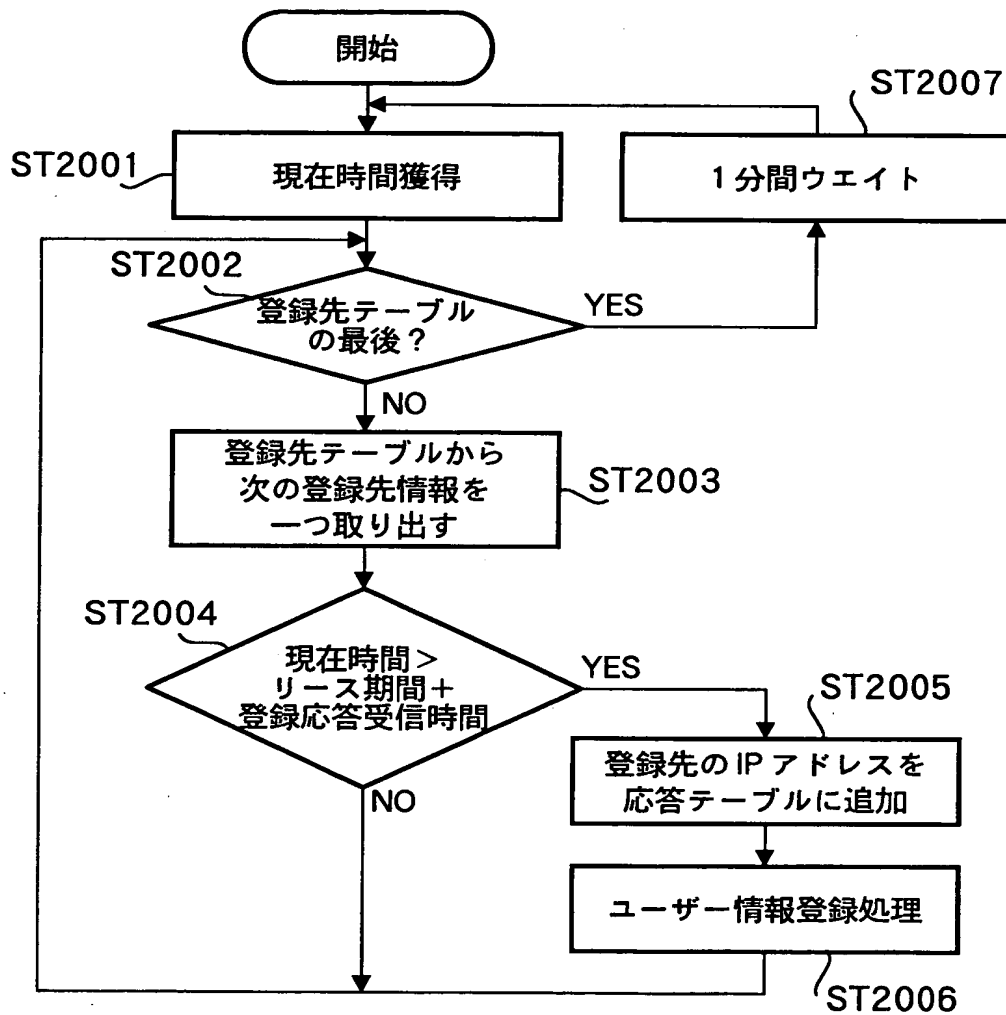 開始
ST2007
ST2001
現在時間獲得
1分間ウエイト
ST2002
登録先テーブル
の最後？
YES
NO
登録先テーブルから
次の登録先情報を
一つ取り出す
ST2003
ST2004
現在時間＞
リース期間＋
登録応答受信時間
YES
NO
ST2005
登録先のIPアドレスを
応答テーブルに追加
ユーザー情報登録処理
ST2006